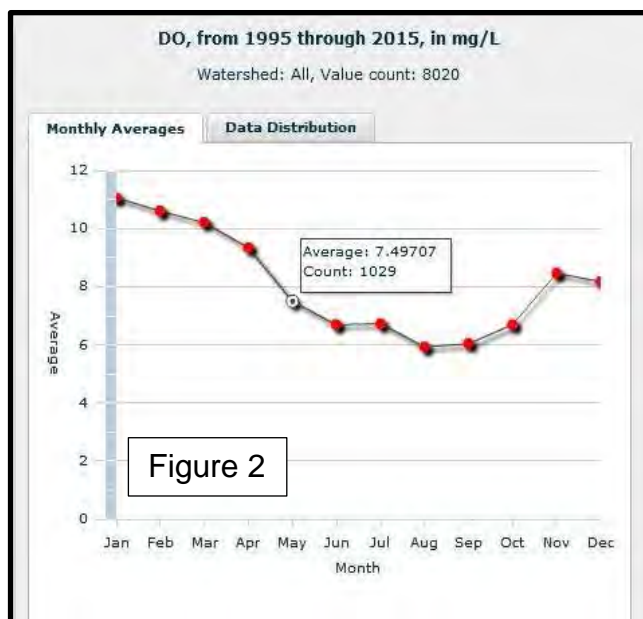 DO, from 1995 through 2015, in mg/L
Watershed: All, Value count: 8020
Monthly Averages
Data Distribution
12
10
8
6
4
2
0
Average
Average: 7.49707
Count: 1029
Figure 2
Jan Feb Mar Apr May Jun Jul Aug Sep Oct Nov Dec
Month